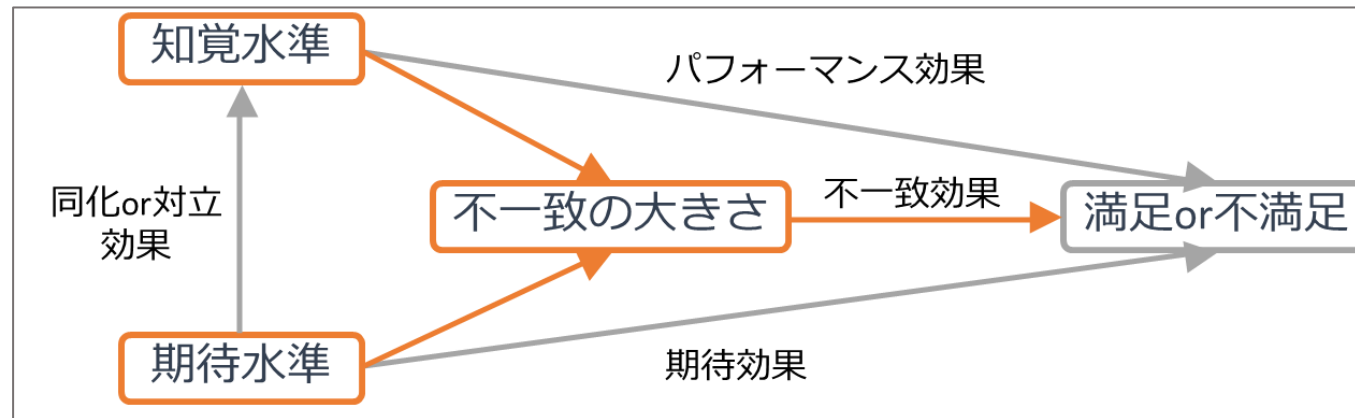 知覚水準
パフォーマンス効果
同化or対立
効果
不一致の大きさ
不一致効果
満足or不満足
期待水準
期待効果